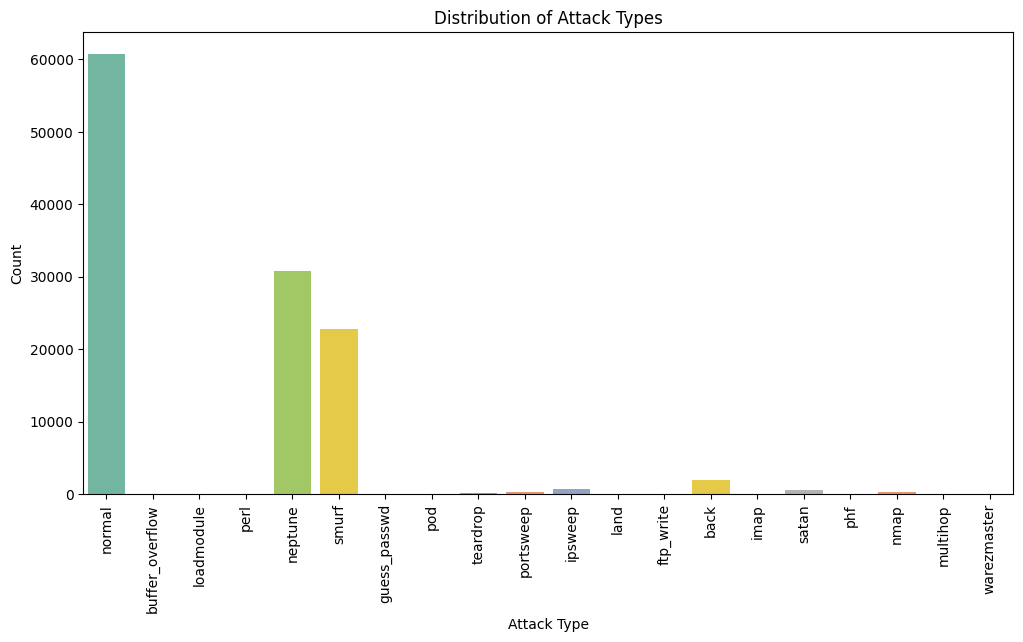 Distribution of Attack Types
Count
60000
50000
40000
30000
20000
10000
0
normal
buffer_overflow
loadmodule
perl
neptune
smurf
guess_passwd
pod
teardrop
portsweep
ipsweep
land
ftp_write
back
imap
satan
phf
nmap
multihop
warezmaster
Attack Type